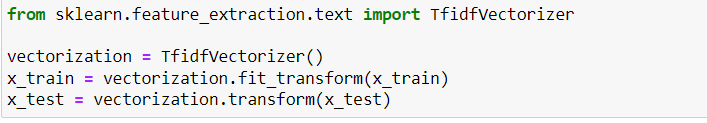 from sklearn.feature_extraction.text import TfidfVectorizer
vectorization = TfidfVectorizer()
x_train = vectorization.fit_transform(x_train)
x_test = vectorization.transform(x_test)